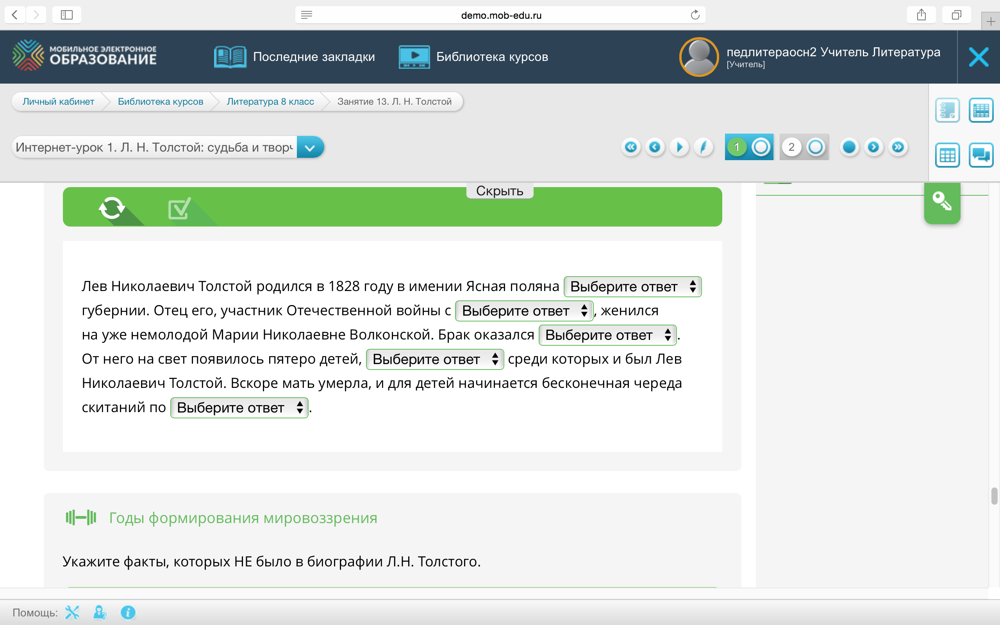 demo.mob-edu.ru
МОБИЛЬНОЕ ЭЛЕКТРОННОЕ
ОБРАЗОВАНИЕ
Последние закладки
Библиотека курсов
педлитераосн2 Учитель Литература
[Учитель]
Личный кабинет
Библиотека курсов
Литература 8 класс
Занятие 13. Л. Н. Толстой
Интернет-урок 1. Л. Н. Толстой: судьба и творч
1
2
Скрыть
Лев Николаевич Толстой родился в 1828 году в имении Ясная поляна Выберите ответ
губернии. Отец его, участник Отечественной войны с Выберите ответ, женился
на уже немолодой Марии Николаевне Волконской. Брак оказался Выберите ответ.
От него на свет появилось пятеро детей, Выберите ответ среди которых и был Лев
Николаевич Толстой. Вскоре мать умерла, и для детей начинается бесконечная череда
скитаний по Выберите ответ.
Годы формирования мировоззрения
Укажите факты, которых НЕ было в биографии Л.Н. Толстого.
Помощь: